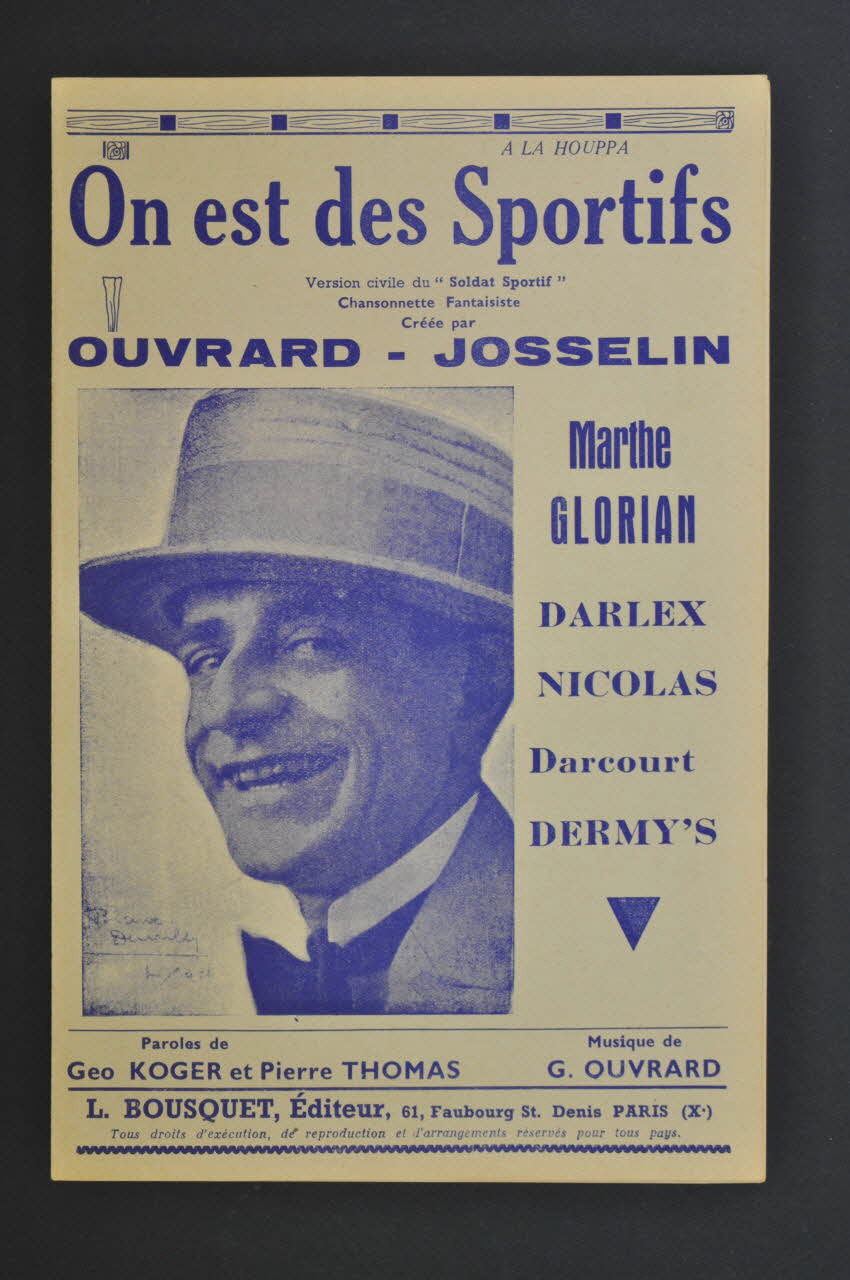 A LA HOUPPA
On est des Sportifs
Version civile du " Soldat Sportif "
Chansonnette Fantaisiste
Créée par
OUVRARD - JOSSELIN
Marthe
GLORIAN
DARLEX
NICOLAS
Darcourt
DERMY'S
Paroles de
Geo KOGER et Pierre THOMAS
Musique de
G. OUVRARD
L. BOUSQUET, Éditeur, 61, Faubourg St. Denis PARIS (X·)
Tous droits d'exécution, de reproduction et d'arrangements réservés pour tous pays.